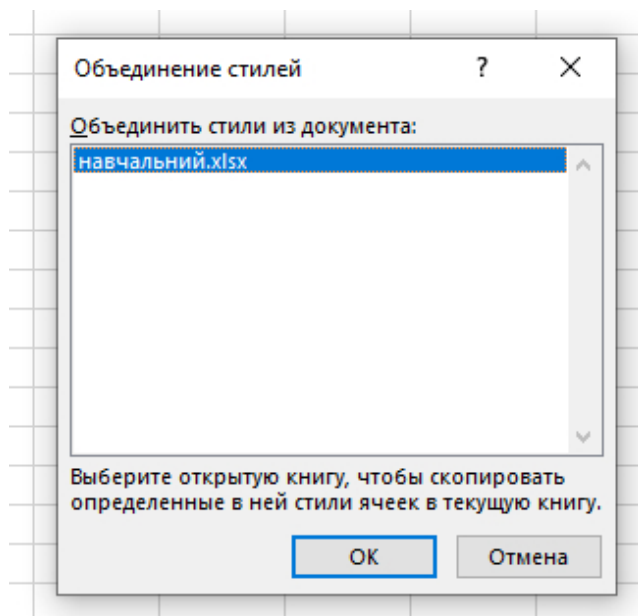 Объединение стилей ?
Объединить стили из документа:
навчальний.xlsx
Выберите открытую книгу, чтобы скопировать
определенные в ней стили ячеек в текущую книгу.
ОК Отмена